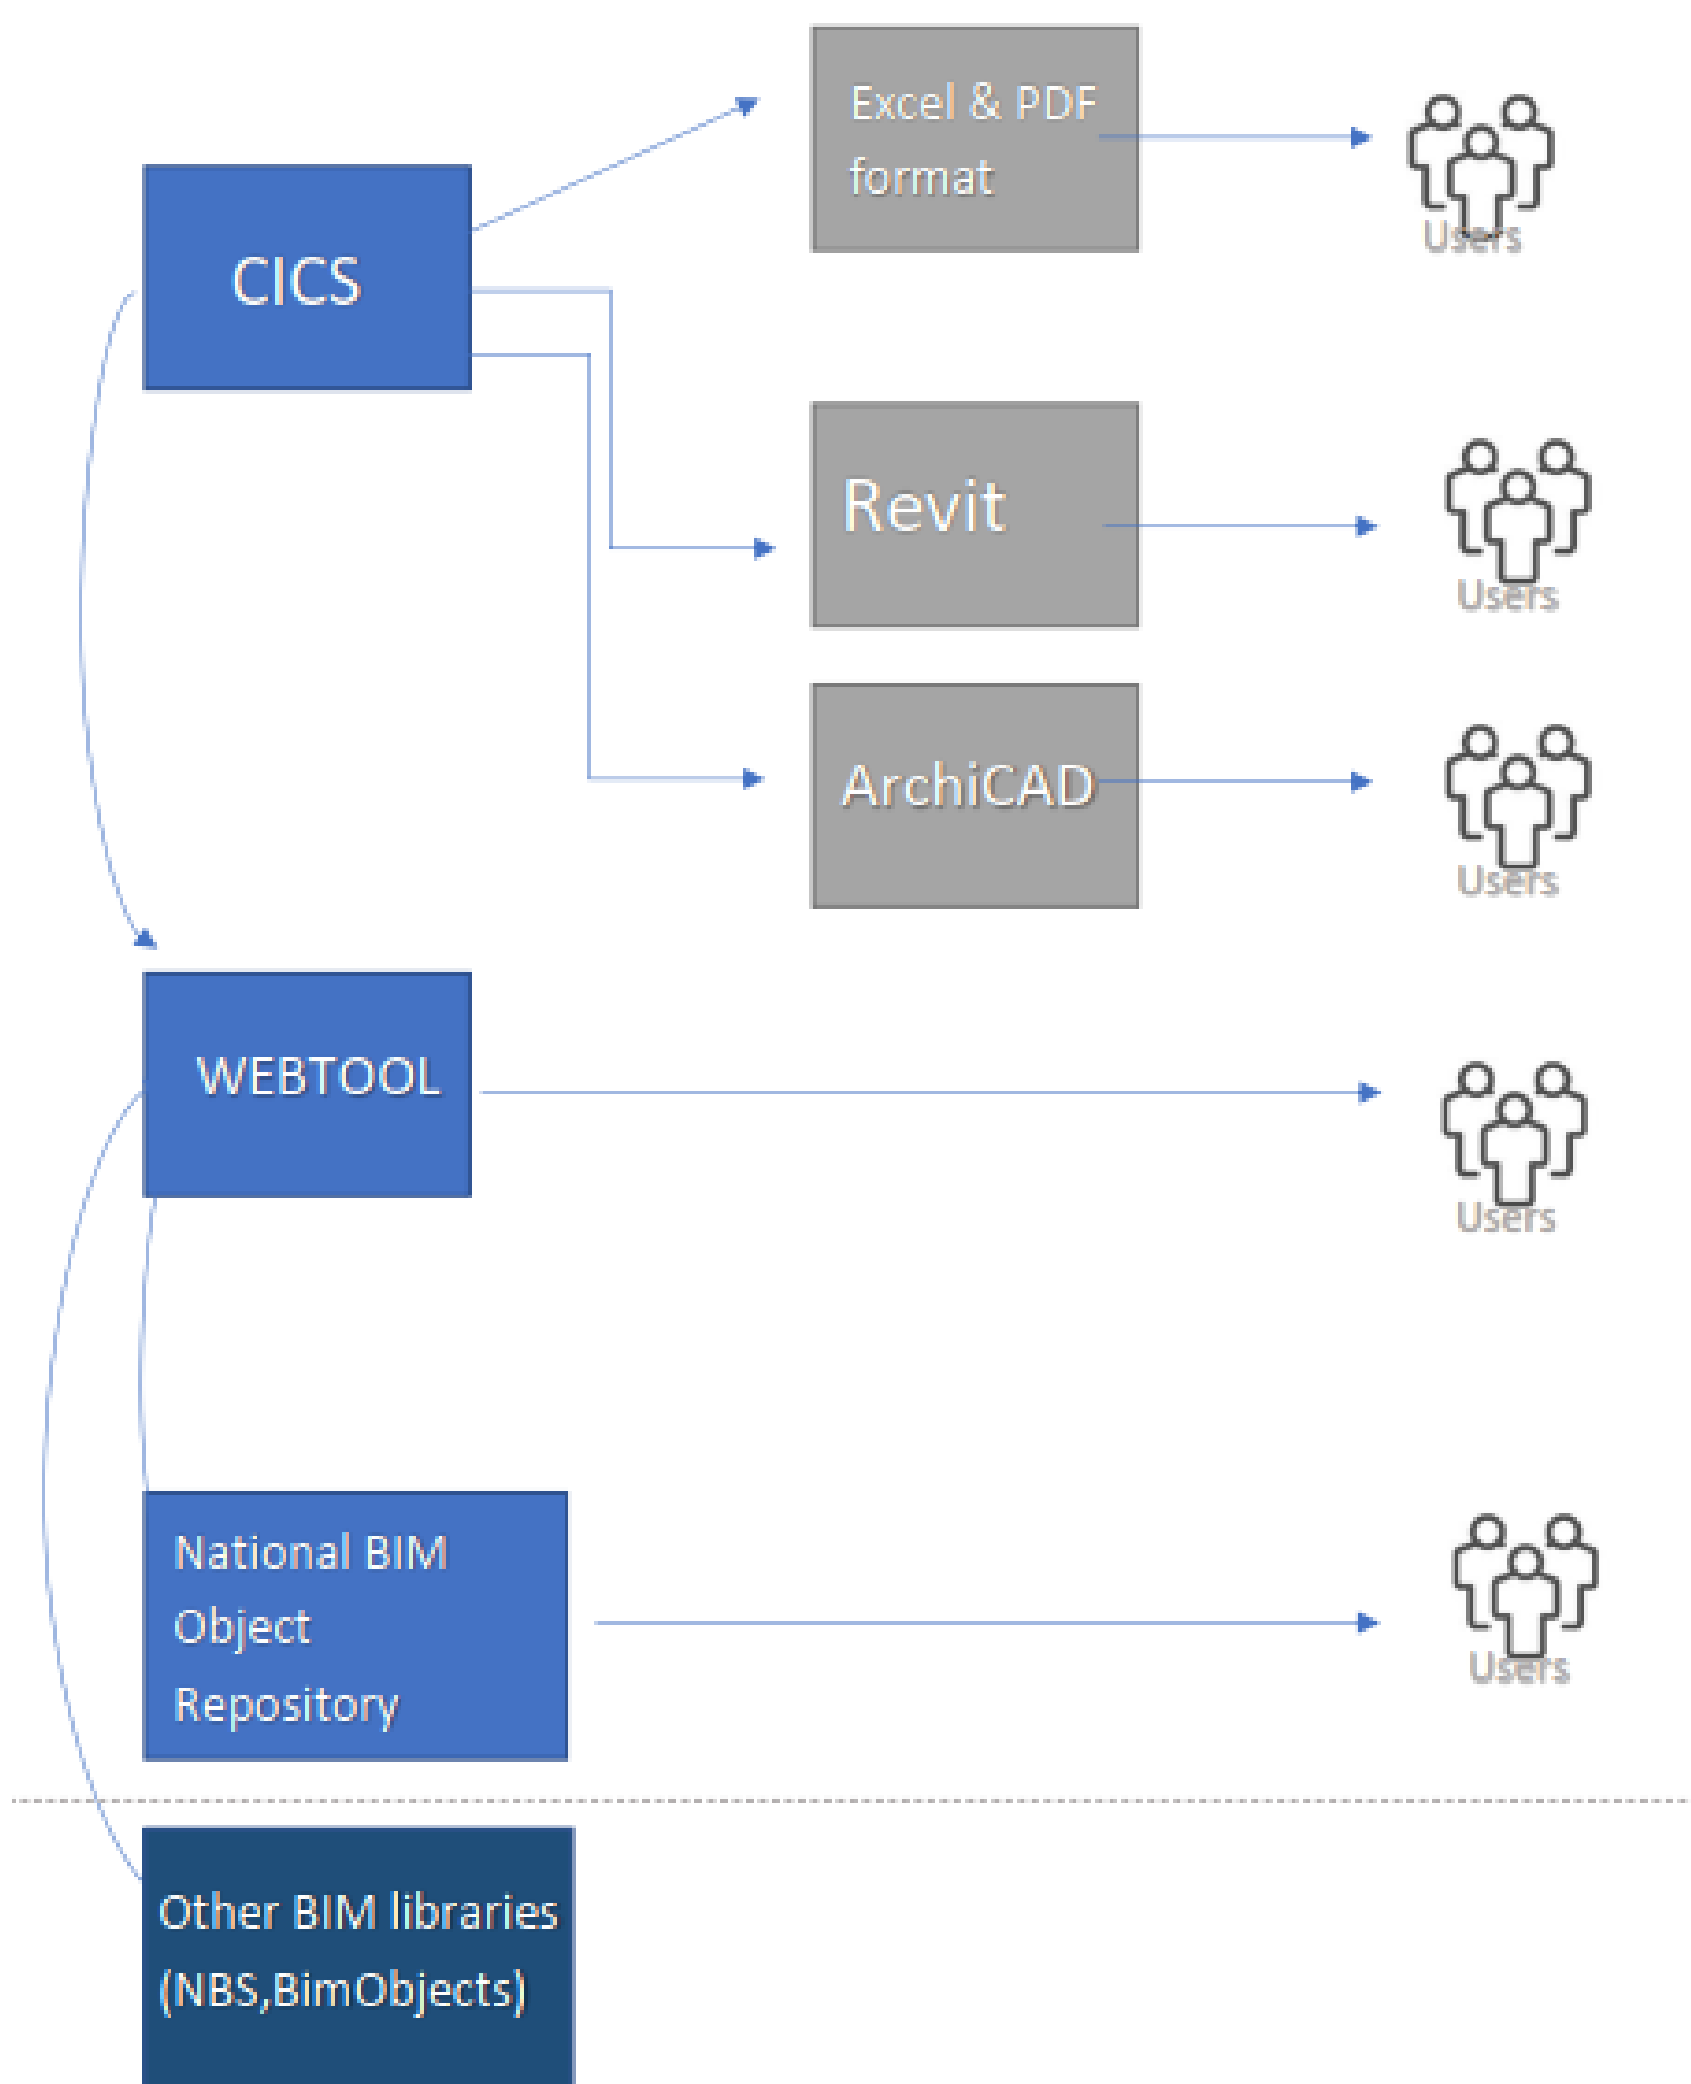 Excel & PDF
format
Users
CICS
Revit
Users
ArchiCAD
Users
WEBTOOL
Users
National BIM
Object
Repository
Users
Other BIM libraries
(NBS,BimObjects)